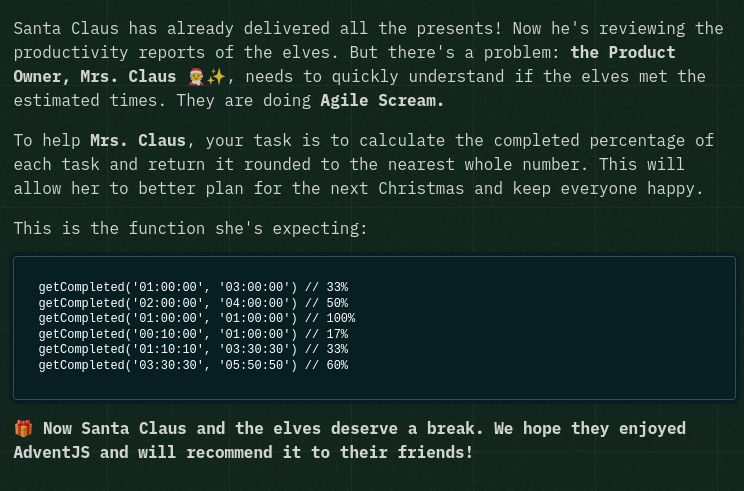 Santa Claus has already delivered all the presents! Now he's reviewing the
productivity reports of the elves. But there's a problem: the Product
Owner, Mrs. Claus 🧑‍🎄✨, needs to quickly understand if the elves met the
estimated times. They are doing Agile Scream.
To help Mrs. Claus, your task is to calculate the completed percentage of
each task and return it rounded to the nearest whole number. This will
allow her to better plan for the next Christmas and keep everyone happy.
This is the function she's expecting:
getCompleted('01:00:00', '03:00:00') // 33%
getCompleted('02:00:00', '04:00:00') // 50%
getCompleted('01:00:00', '01:00:00') // 100%
getCompleted('00:10:00', '01:00:00') // 17%
getCompleted('01:10:10', '03:30:30') // 33%
getCompleted('03:30:30', '05:50:50') // 60%
🎁 Now Santa Claus and the elves deserve a break. We hope they enjoyed
AdventJS and will recommend it to their friends!